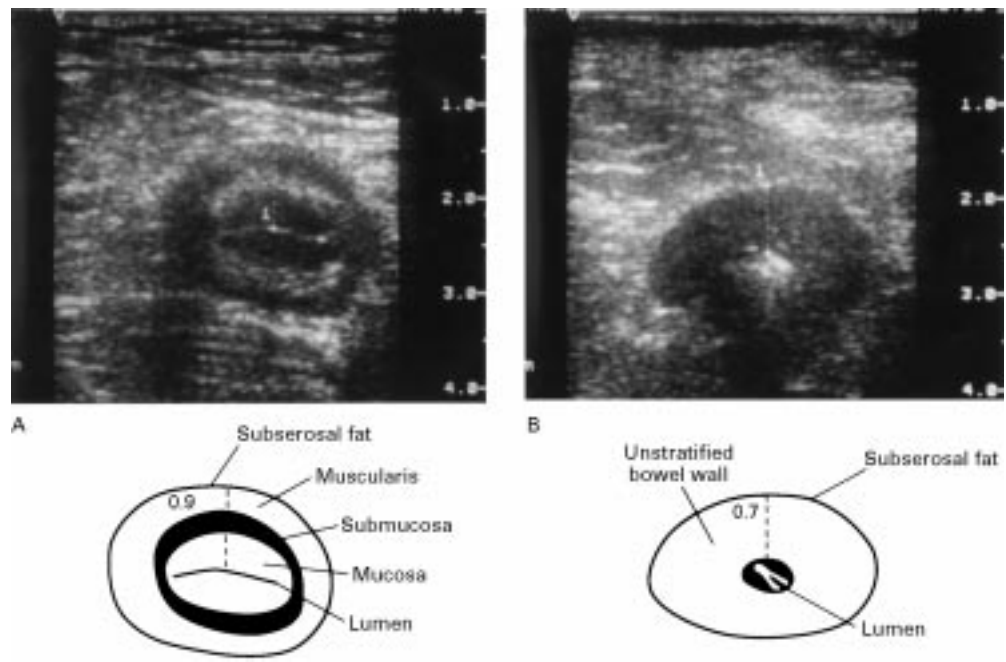 1.0
2.0
3.0
4.0
1.0
2.0
3.0
4.0
A
Subserosal fat
0.9
Muscularis
Submucosa
Mucosa
Lumen
B
Unstratified
bowel wall
Subserosal fat
0.7
Lumen